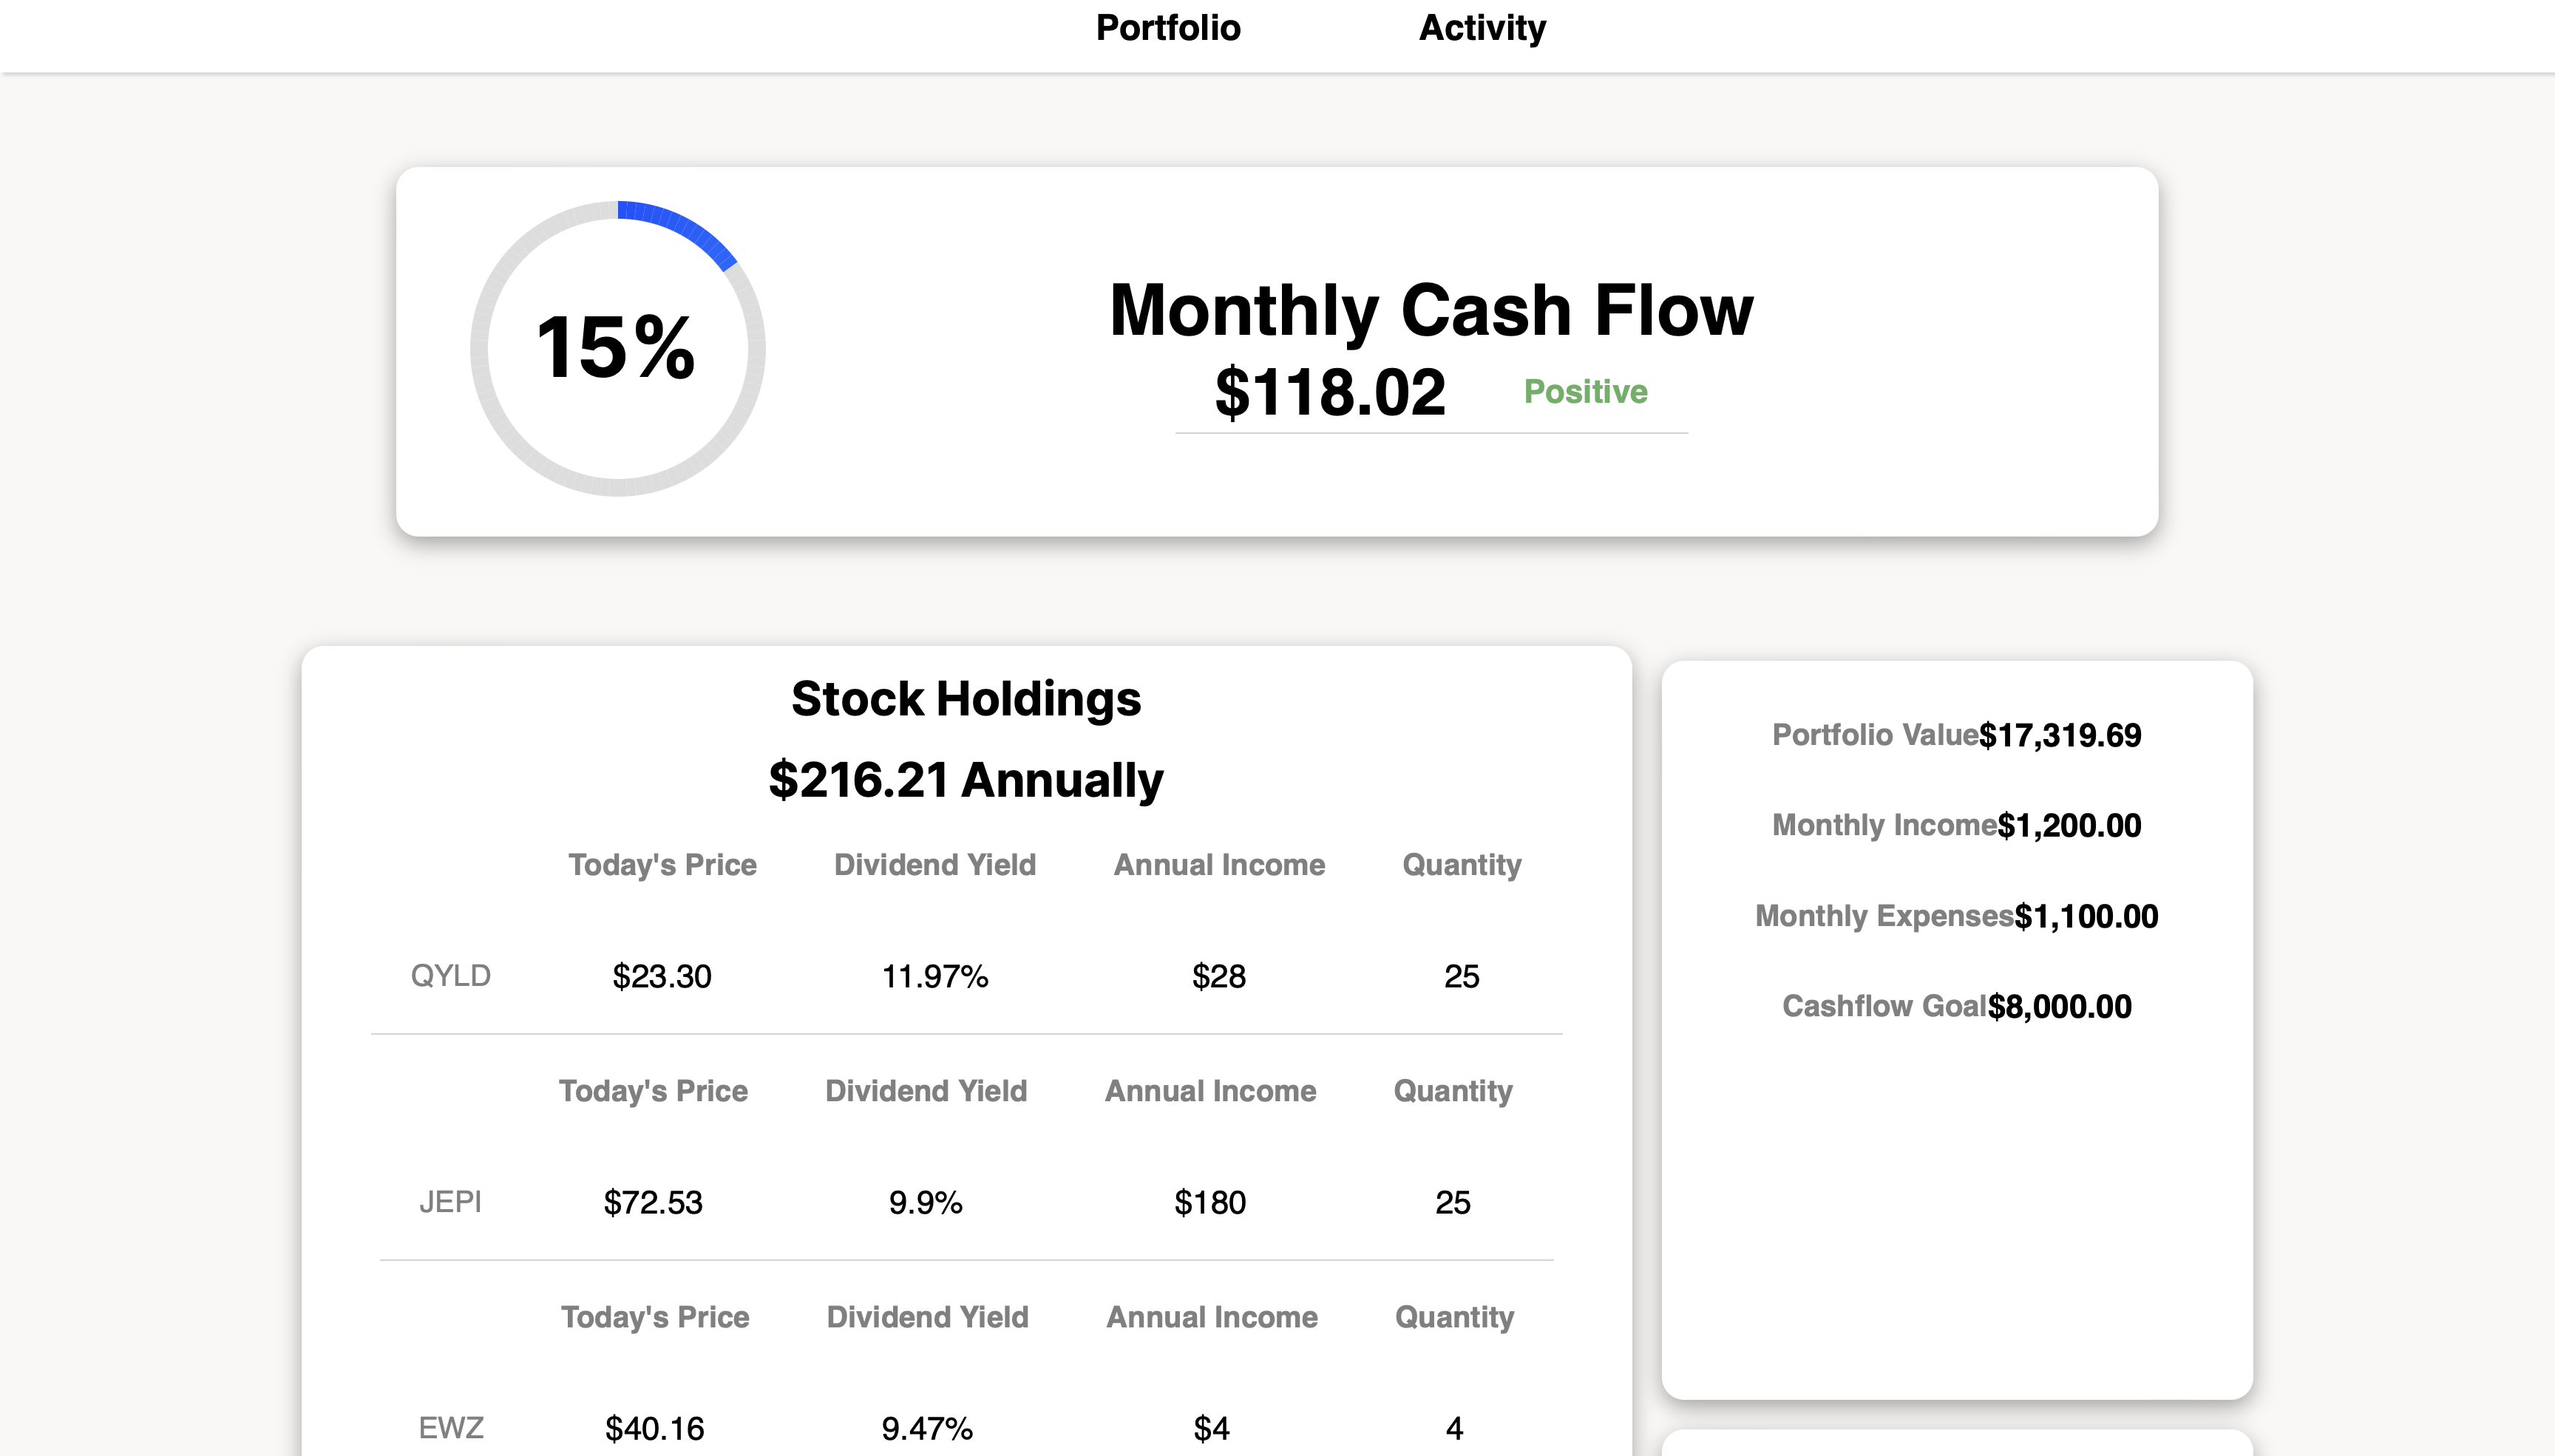 Portfolio Activity
15%
Monthly Cash Flow
$118.02 Positive
Stock Holdings
$216.21 Annually
Today's Price Dividend Yield Annual Income Quantity
QYLD $23.30 11.97% $28 25
Today's Price Dividend Yield Annual Income Quantity
JEPI $72.53 9.9% $180 25
Today's Price Dividend Yield Annual Income Quantity
EWZ $40.16 9.47% $4 4
Portfolio Value$17,319.69
Monthly Income$1,200.00
Monthly Expenses$1,100.00
Cashflow Goal$8,000.00